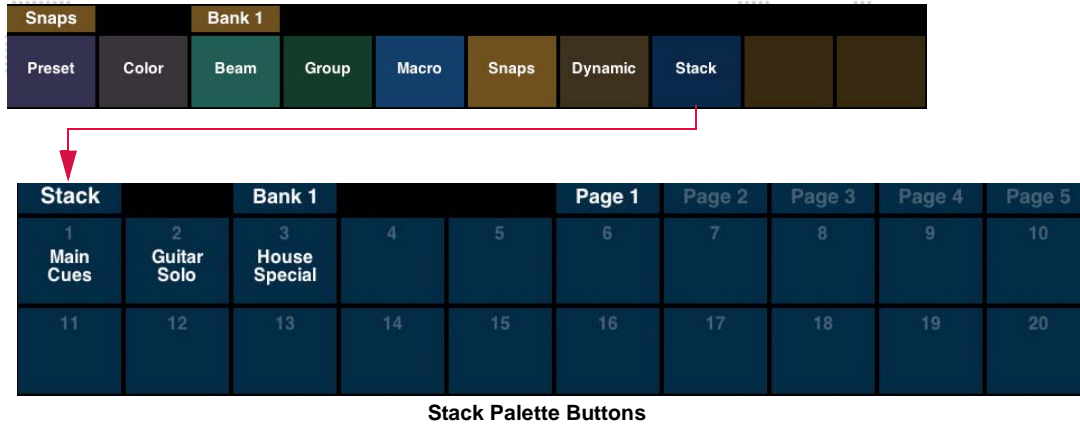 Snaps Bank 1
Preset Color Beam Group Macro Snaps Dynamic Stack
Stack Bank 1 Page 1 Page 2 Page 3 Page 4 Page 5
1 2 3 4 5 6 7 8 9 10
Main Guitar House
Cues Solo Special
11 12 13 14 15 16 17 18 19 20
Stack Palette Buttons